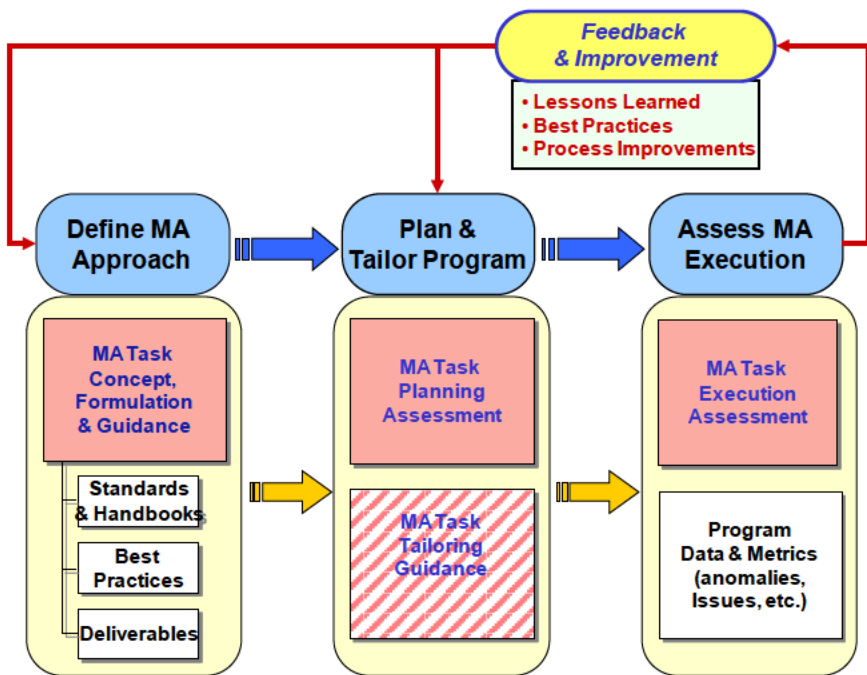 Feedback
& Improvement
• Lessons Learned
• Best Practices
• Process Improvements
Define MA
Approach
Plan &
Tailor Program
Assess MA
Execution
MA Task
Concept,
Formulation
& Guidance
Standards
& Handbooks
Best
Practices
Deliverables
MA Task
Planning
Assessment
MA Task
Tailoring
Guidance
MA Task
Execution
Assessment
Program
Data & Metrics
(anomalies,
Issues, etc.)